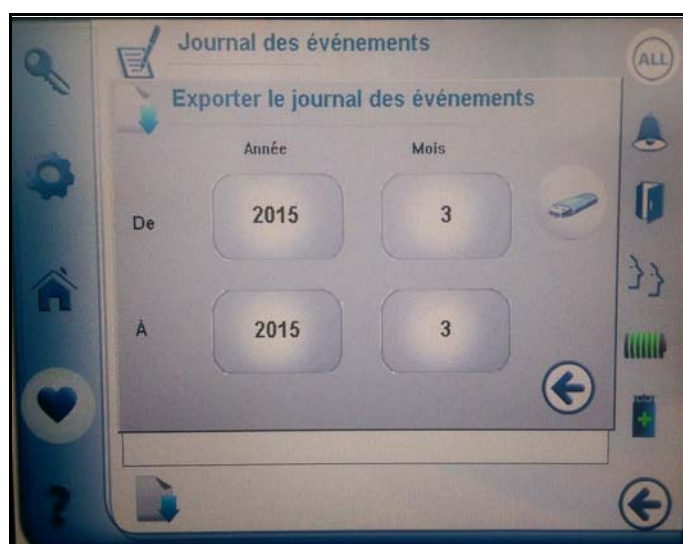 Journal des événements
ALL
Exporter le journal des événements
Année Mois
De 2015 3
À 2015 3
?